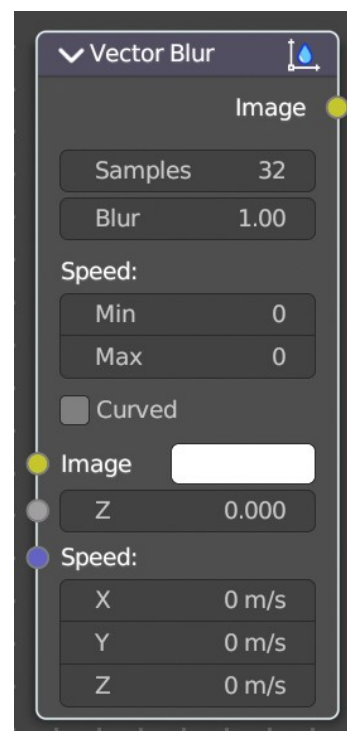 Vector Blur
Image
Samples 32
Blur 1.00
Speed:
Min 0
Max 0
Curved
Image
Z 0.000
Speed:
X 0 m/s
Y 0 m/s
Z 0 m/s